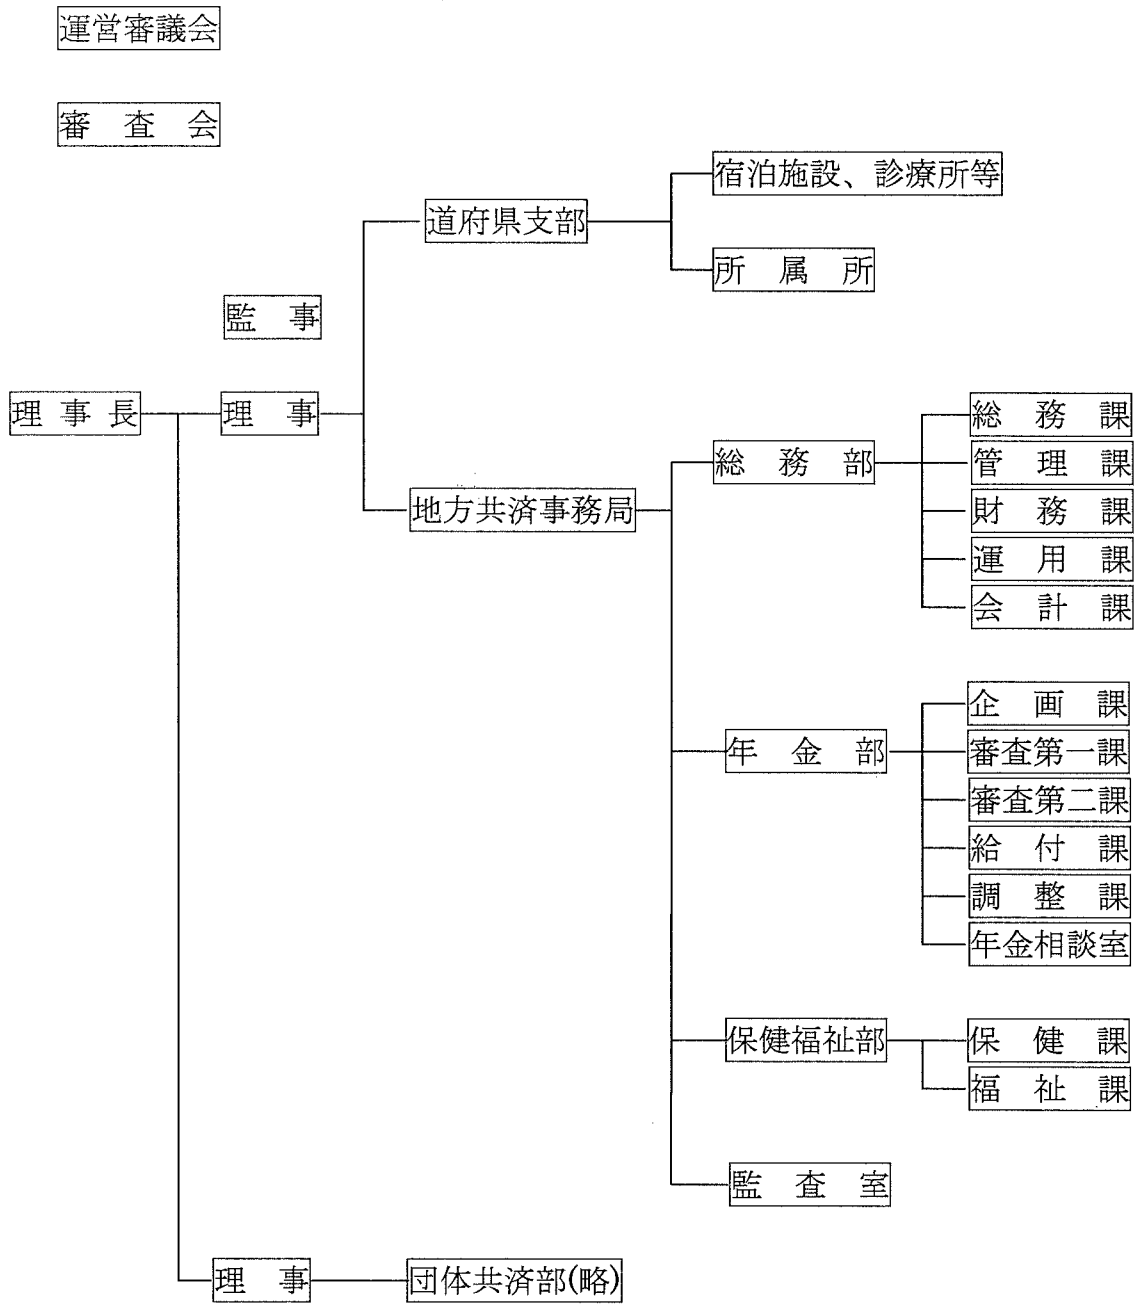 運営審議会
審査会
宿泊施設、診療所等
道府県支部
所属所
監事
理事長
理事
総務部
総務課
管理課
財務課
運用課
会計課
地方共済事務局
年金部
企画課
審査第一課
審査第二課
給付課
調整課
年金相談室
保健福祉部
保健課
福祉課
監査室
理事
団体共済部(略)